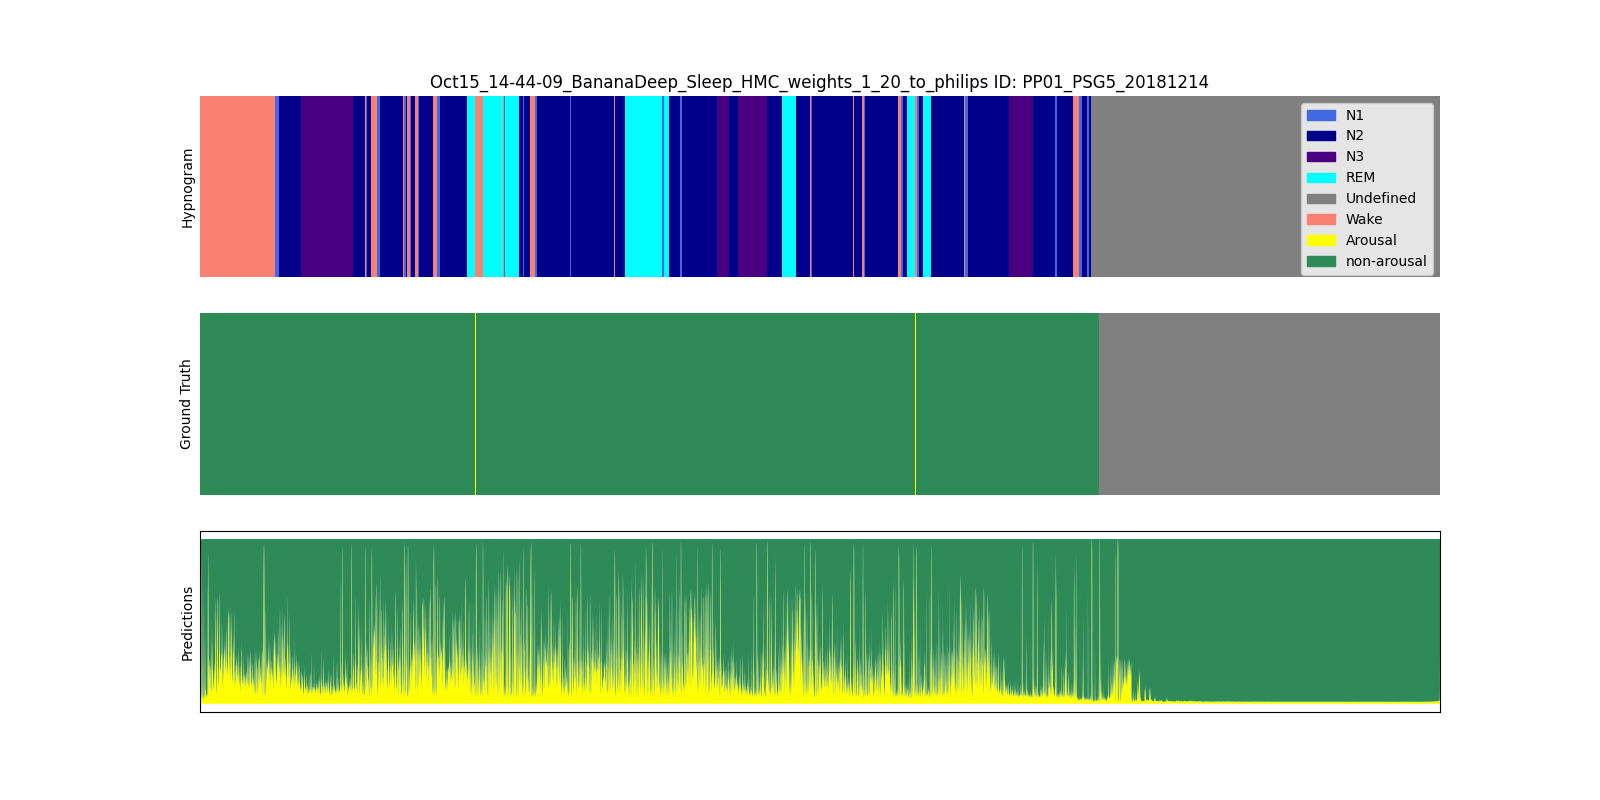 Oct15_14-44-09_BananaDeep_Sleep_HMC_weights_1_20_to_philips ID: PP01_PSG5_20181214
Hypnogram
N1
N2
N3
REM
Undefined
Wake
Arousal
non-arousal
Ground Truth
Predictions